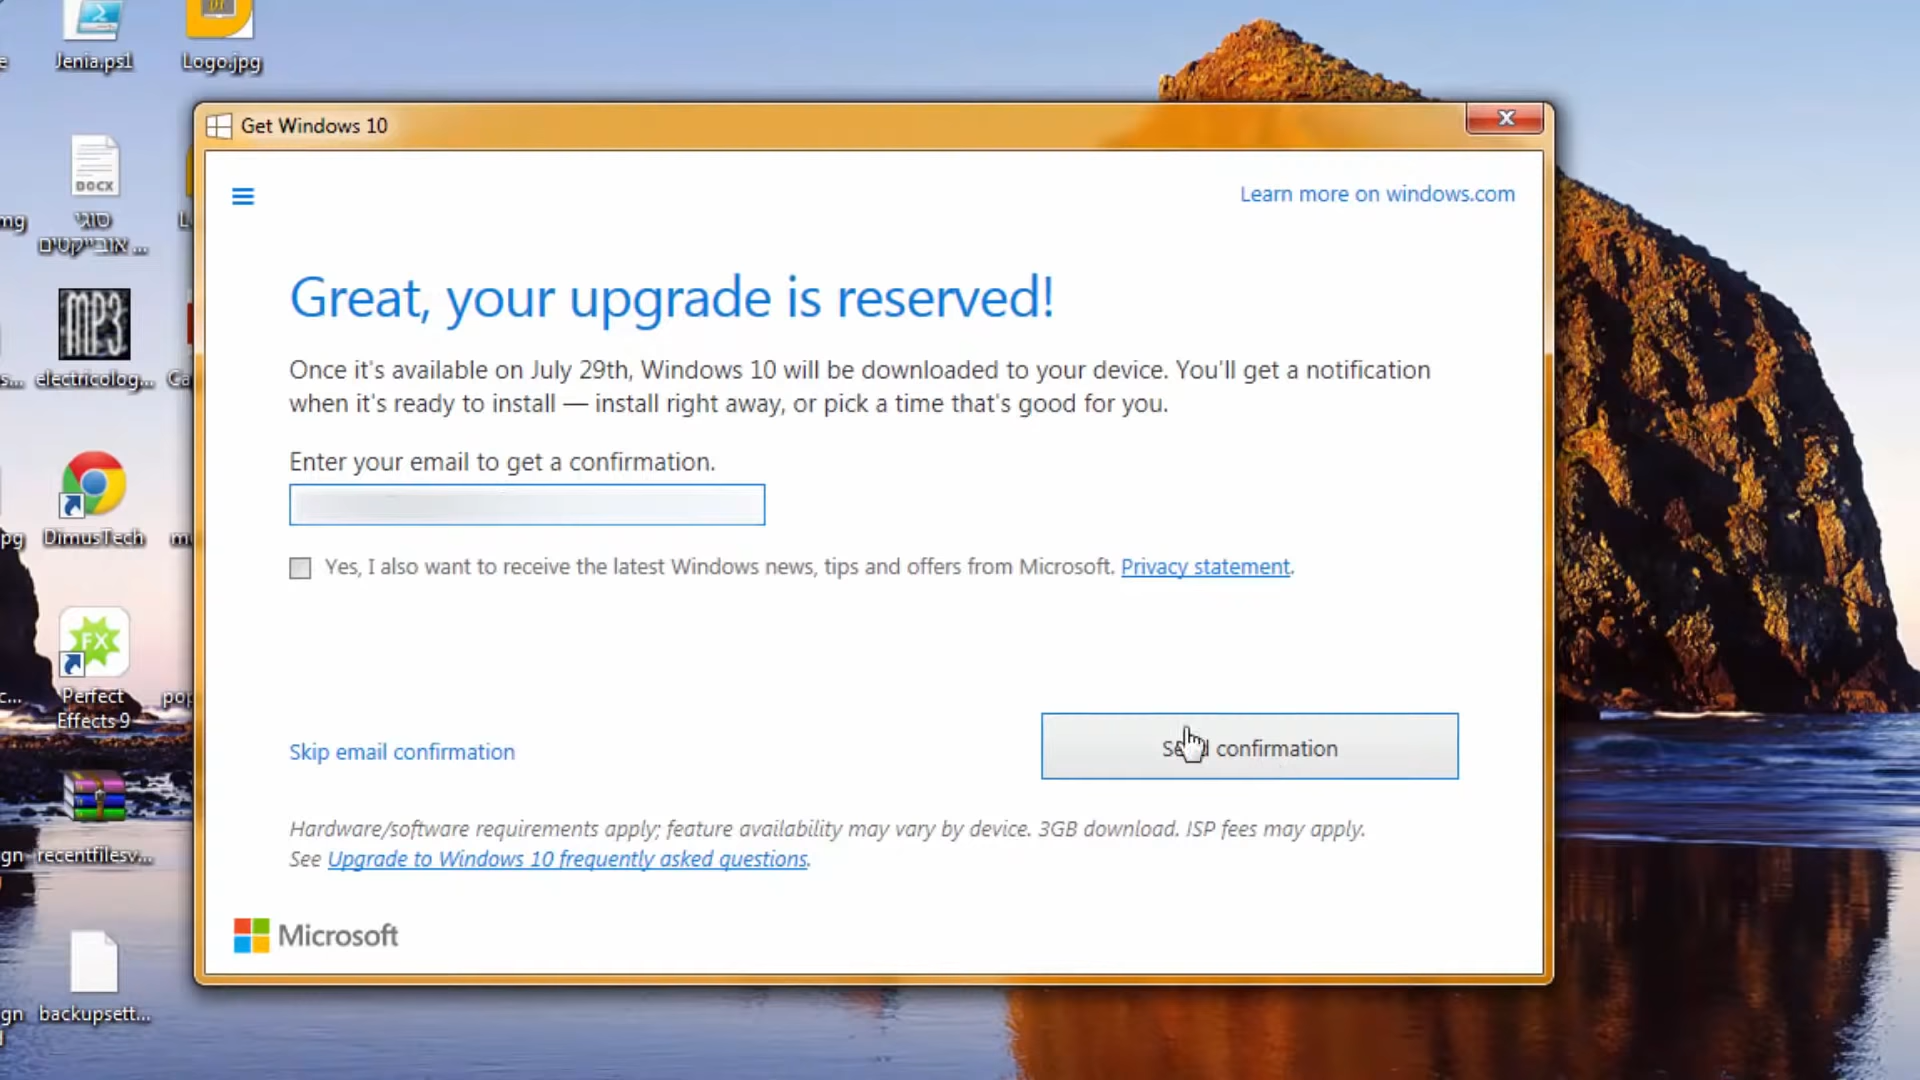 Jenia.ps1
Logo.jpg
Get Windows 10
Learn more on windows.com
DOCX
סוגי
אובייקטים ...
Great, your upgrade is reserved!
MP3
electricolog...
Once it's available on July 29th, Windows 10 will be downloaded to your device. You'll get a notification
when it's ready to install — install right away, or pick a time that's good for you.
Enter your email to get a confirmation.
DimusTech
Yes, I also want to receive the latest Windows news, tips and offers from Microsoft. Privacy statement.
FX
Perfect
Effects 9
Skip email confirmation
confirmation
Hardware/software requirements apply; feature availability may vary by device. 3GB download. ISP fees may apply.
See Upgrade to Windows 10 frequently asked questions.
recentfilesv...
Microsoft
backupsett...